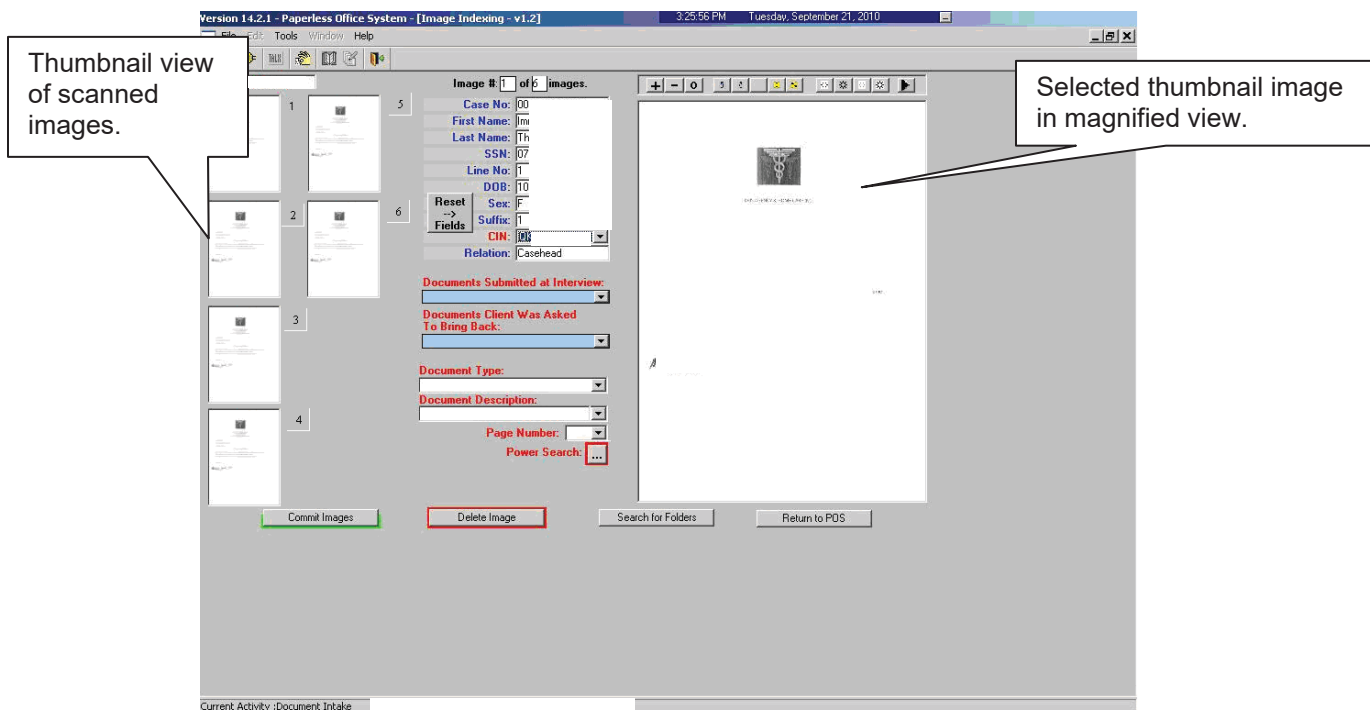 Version 14.2.1 - Paperless Office System - [Image Indexing - v1.2]
3:25:56 PM Tuesday, September 21, 2010
File Edit Tools Window Help
Thumbnail view
of scanned
images.
Selected thumbnail image
in magnified view.
Image #: 1 of 6 images.
1
5
2
6
3
4
Case No: 00
First Name: Im
Last Name: Th
SSN: 07
Line No: 1
DOB: 10
Sex: F
Suffix: 1
CIN:
Relation: Casehead
Reset
-->
Fields
Documents Submitted at Interview:
Documents Client Was Asked
To Bring Back:
Document Type:
Document Description:
Page Number:
Power Search: ...
Commit Images
Delete Image
Search for Folders
Return to POS
Current Activity :Document Intake